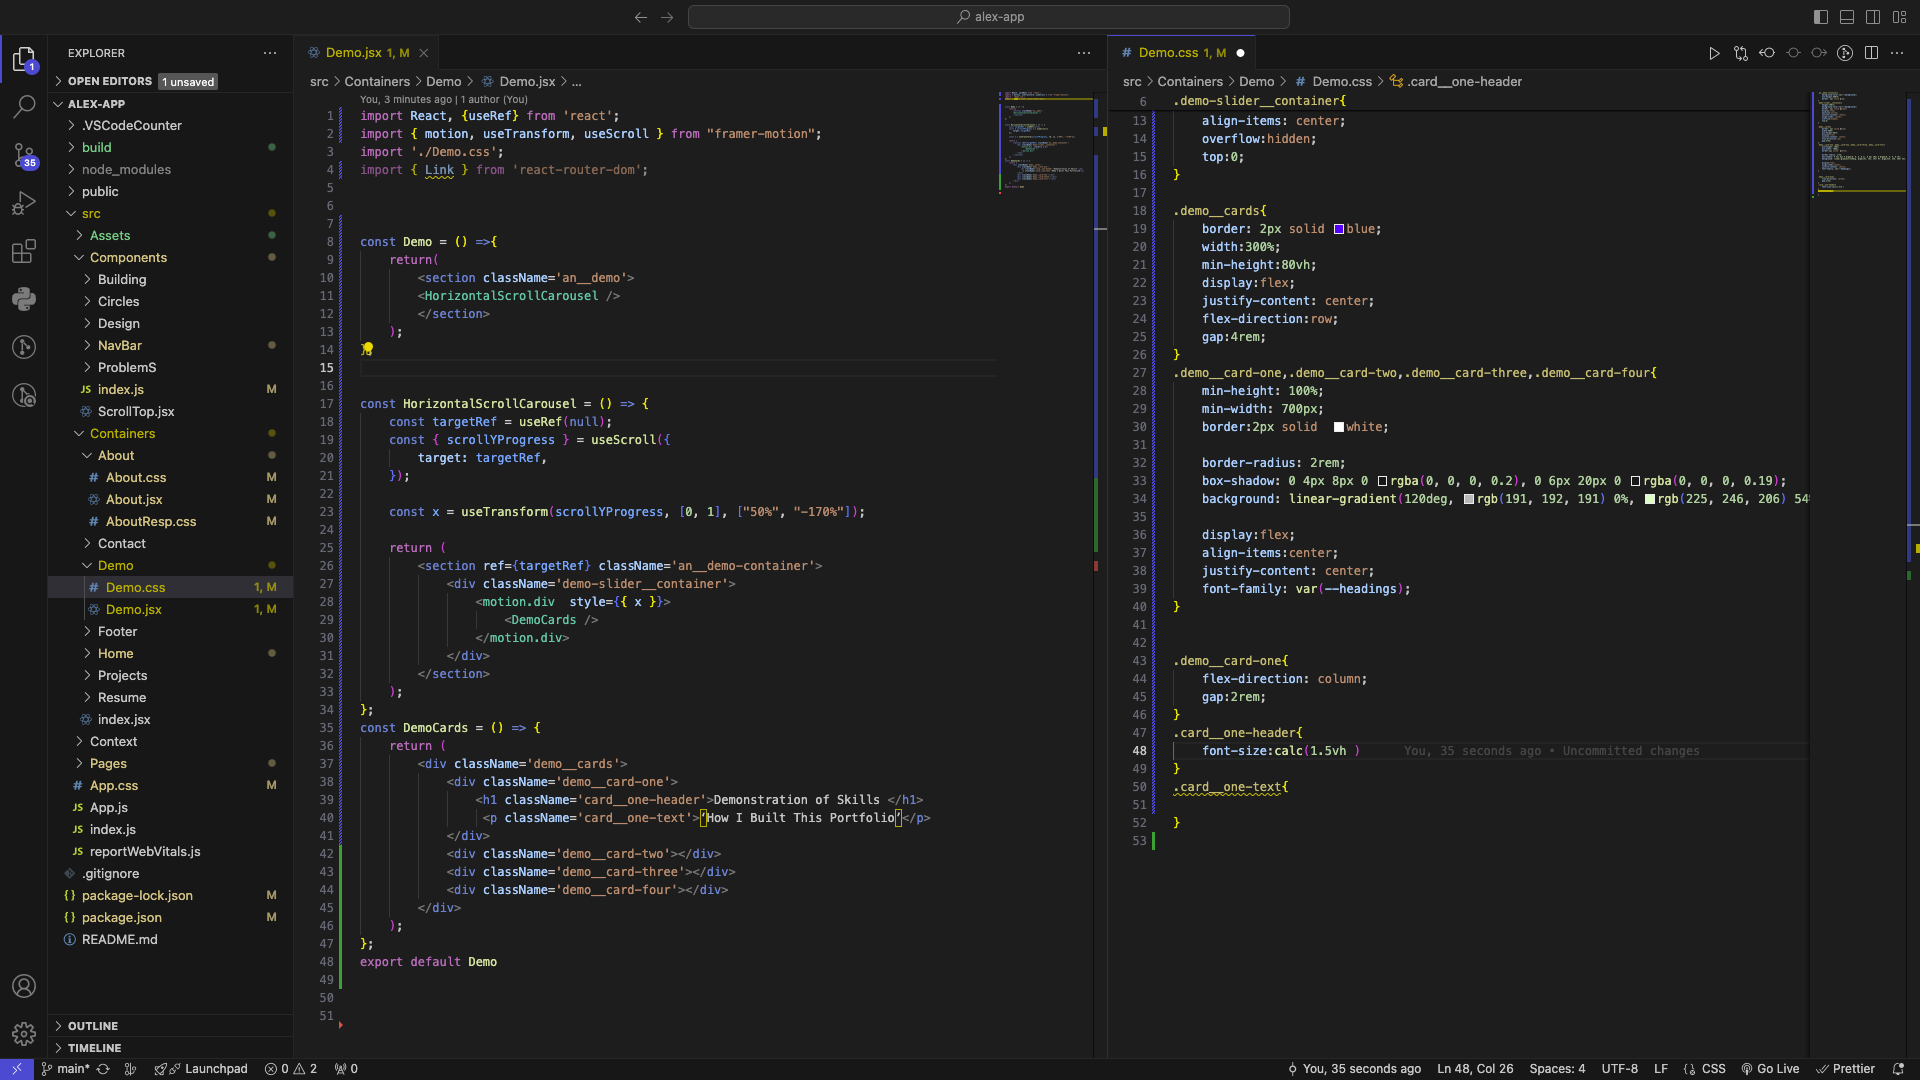 alex-app
EXPLORER
OPEN EDITORS 1 unsaved
ALEX-APP
.VSCodeCounter
build
node_modules
public
src
Assets
Components
Building
Circles
Design
NavBar
ProblemS
JS index.js M
ScrollTop.jsx
Containers
About
# About.css M
About.jsx M
# AboutResp.css M
Contact
Demo
# Demo.css 1, M
Demo.jsx 1, M
Footer
Home
Projects
Resume
index.jsx
Context
Pages
# App.css M
JS App.js
JS index.js
JS reportWebVitals.js
.gitignore
{} package-lock.json M
{} package.json M
README.md
OUTLINE
TIMELINE
1
35
Demo.jsx 1, M
src > Containers > Demo > Demo.jsx > ...
You, 3 minutes ago | 1 author (You)
1 import React, {useRef} from 'react';
2 import { motion, useTransform, useScroll } from "framer-motion";
3 import './Demo.css';
4 import { Link } from 'react-router-dom';
5
6
7
8 const Demo = () =>{
9 return(
10 <section className='an__demo'>
11 <HorizontalScrollCarousel />
12 </section>
13 );
14 }
15
16
17 const HorizontalScrollCarousel = () => {
18 const targetRef = useRef(null);
19 const { scrollYProgress } = useScroll({
20 target: targetRef,
21 });
22
23 const x = useTransform(scrollYProgress, [0, 1], ["50%", "-170%"]);
24
25 return (
26 <section ref={targetRef} className='an__demo-container'>
27 <div className='demo-slider__container'>
28 <motion.div  style={{ x }}>
29 <DemoCards />
30 </motion.div>
31 </div>
32 </section>
33 );
34 };
35 const DemoCards = () => {
36 return (
37 <div className='demo__cards'>
38 <div className='demo__card-one'>
39 <h1 className='card__one-header'>Demonstration of Skills </h1>
40 <p className='card__one-text'>‘How I Built This Portfolio’</p>
41 </div>
42 <div className='demo__card-two'></div>
43 <div className='demo__card-three'></div>
44 <div className='demo__card-four'></div>
45 </div>
46 );
47 };
48 export default Demo
49
50
51
# Demo.css 1, M
src > Containers > Demo > # Demo.css > .card__one-header
6 .demo-slider__container{
13 align-items: center;
14 overflow:hidden;
15 top:0;
16 }
17
18 .demo__cards{
19 border: 2px solid blue;
20 width:300%;
21 min-height:80vh;
22 display:flex;
23 justify-content: center;
24 flex-direction:row;
25 gap:4rem;
26 }
27 .demo__card-one,.demo__card-two,.demo__card-three,.demo__card-four{
28 min-height: 100%;
29 min-width: 700px;
30 border:2px solid  white;
31
32 border-radius: 2rem;
33 box-shadow: 0 4px 8px 0 rgba(0, 0, 0, 0.2), 0 6px 20px 0 rgba(0, 0, 0, 0.19);
34 background: linear-gradient(120deg, rgb(191, 192, 191) 0%, rgb(225, 246, 206) 54%
35
36 display:flex;
37 align-items:center;
38 justify-content: center;
39 font-family: var(--headings);
40 }
41
42
43 .demo__card-one{
44 flex-direction: column;
45 gap:2rem;
46 }
47 .card__one-header{
48 font-size:calc(1.5vh ) You, 35 seconds ago • Uncommitted changes
49 }
50 .card__one-text{
51
52 }
53
main* Launchpad 0 2 0
You, 35 seconds ago Ln 48, Col 26 Spaces: 4 UTF-8 LF CSS Go Live Prettier